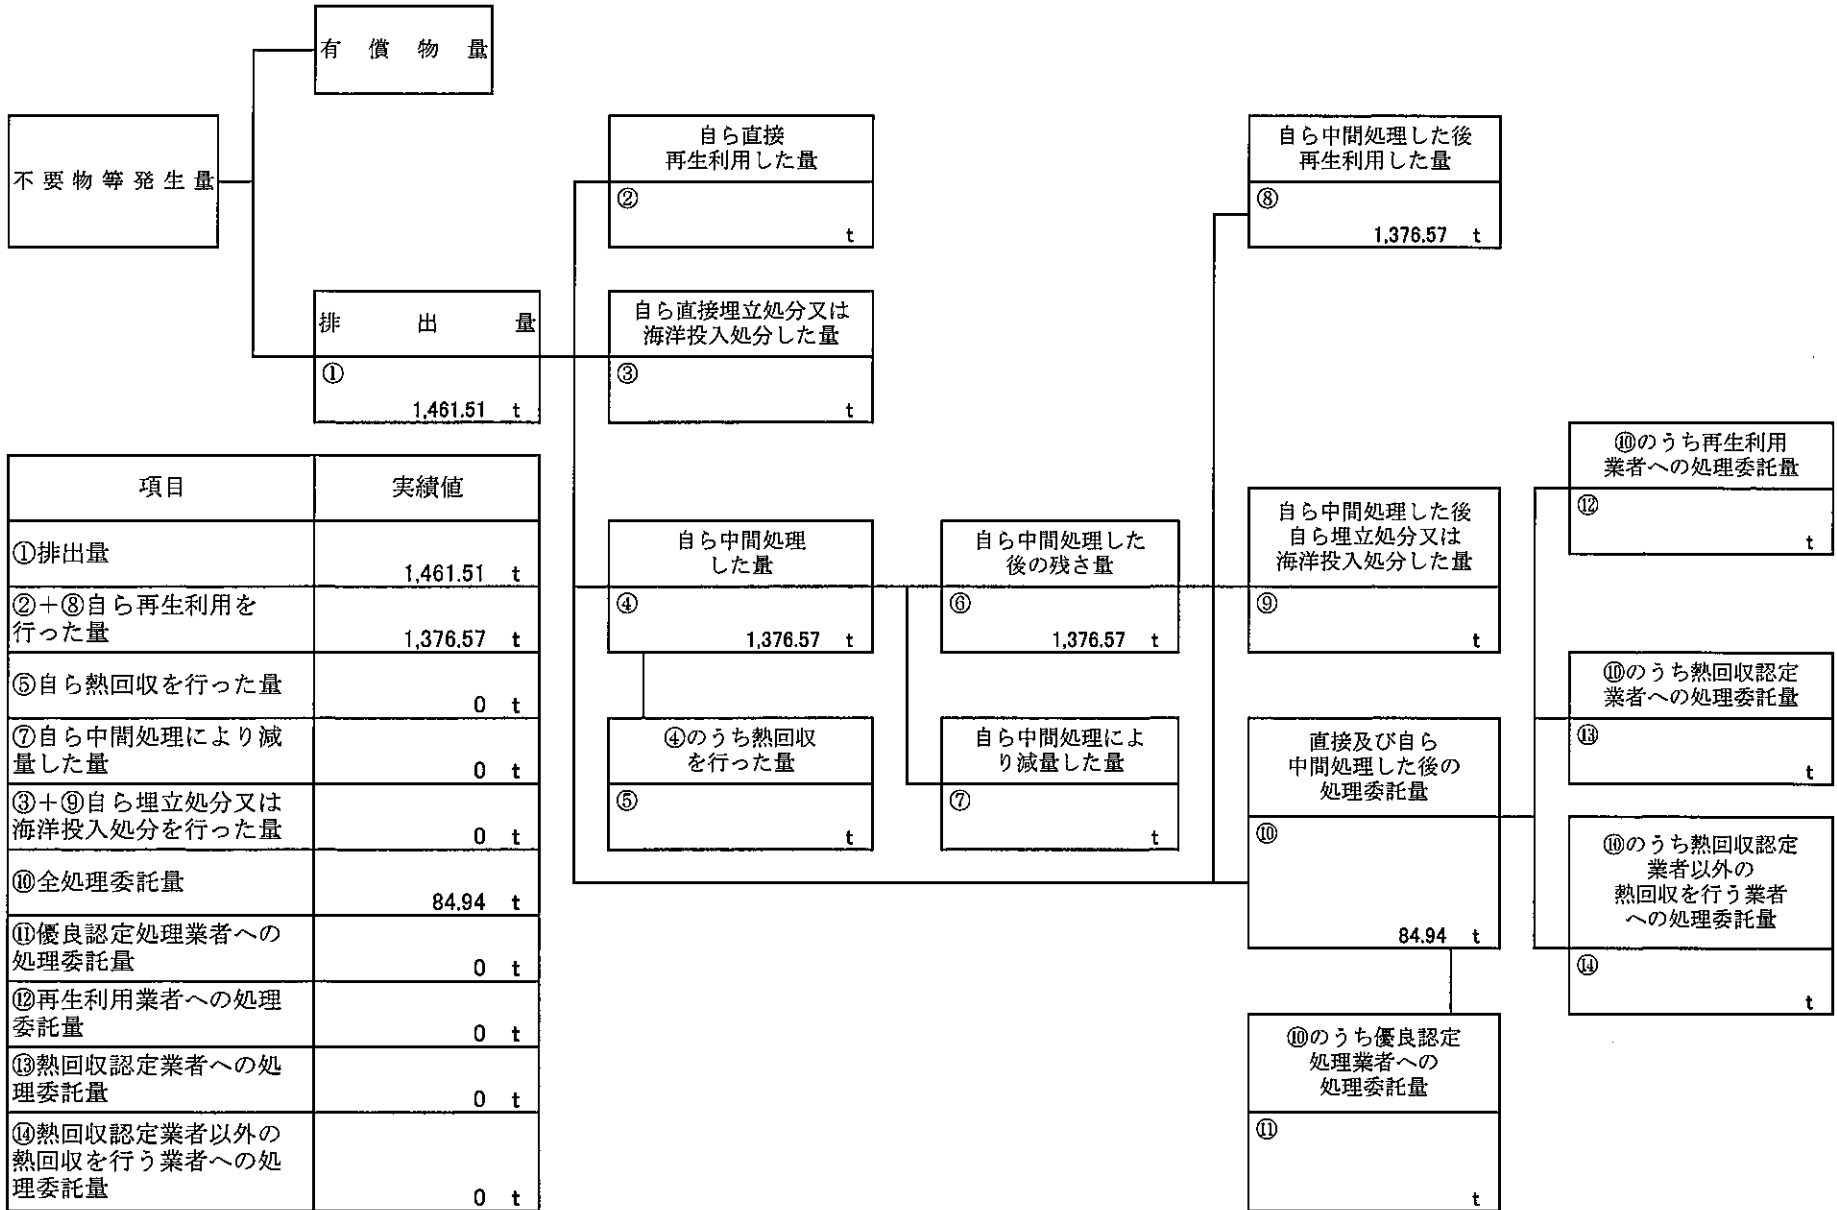 有償物量
不要物等発生量
自ら直接
再生利用した量
②
t
自ら中間処理した後
再生利用した量
⑧
1,376.57 t
排出量
①
1,461.51 t
自ら直接埋立処分又は
海洋投入処分した量
③
t
項目 実績値
①排出量
1,461.51 t
②+⑧自ら再生利用を
行った量
1,376.57 t
⑤自ら熱回収を行った量
0 t
⑦自ら中間処理により減
量した量
0 t
③+⑨自ら埋立処分又は
海洋投入処分を行った量
0 t
⑩全処理委託量
84.94 t
⑪優良認定処理業者への
処理委託量
0 t
⑫再生利用業者への処理
委託量
0 t
⑬熱回収認定業者への処
理委託量
0 t
⑭熱回収認定業者以外の
熱回収を行う業者への処
理委託量
0 t
自ら中間処理
した量
④
1,376.57 t
④のうち熱回収
を行った量
⑤
t
自ら中間処理した
後の残さ量
⑥
1,376.57 t
自ら中間処理によ
り減量した量
⑦
t
自ら中間処理した後
自ら埋立処分又は
海洋投入処分した量
⑨
t
直接及び自ら
中間処理した後の
処理委託量
⑩
84.94 t
⑩のうち優良認定
処理業者への
処理委託量
⑪
t
⑩のうち再生利用
業者への処理委託量
⑫
t
⑩のうち熱回収認定
業者への処理委託量
⑬
t
⑩のうち熱回収認定
業者以外の
熱回収を行う業者
への処理委託量
⑭
t